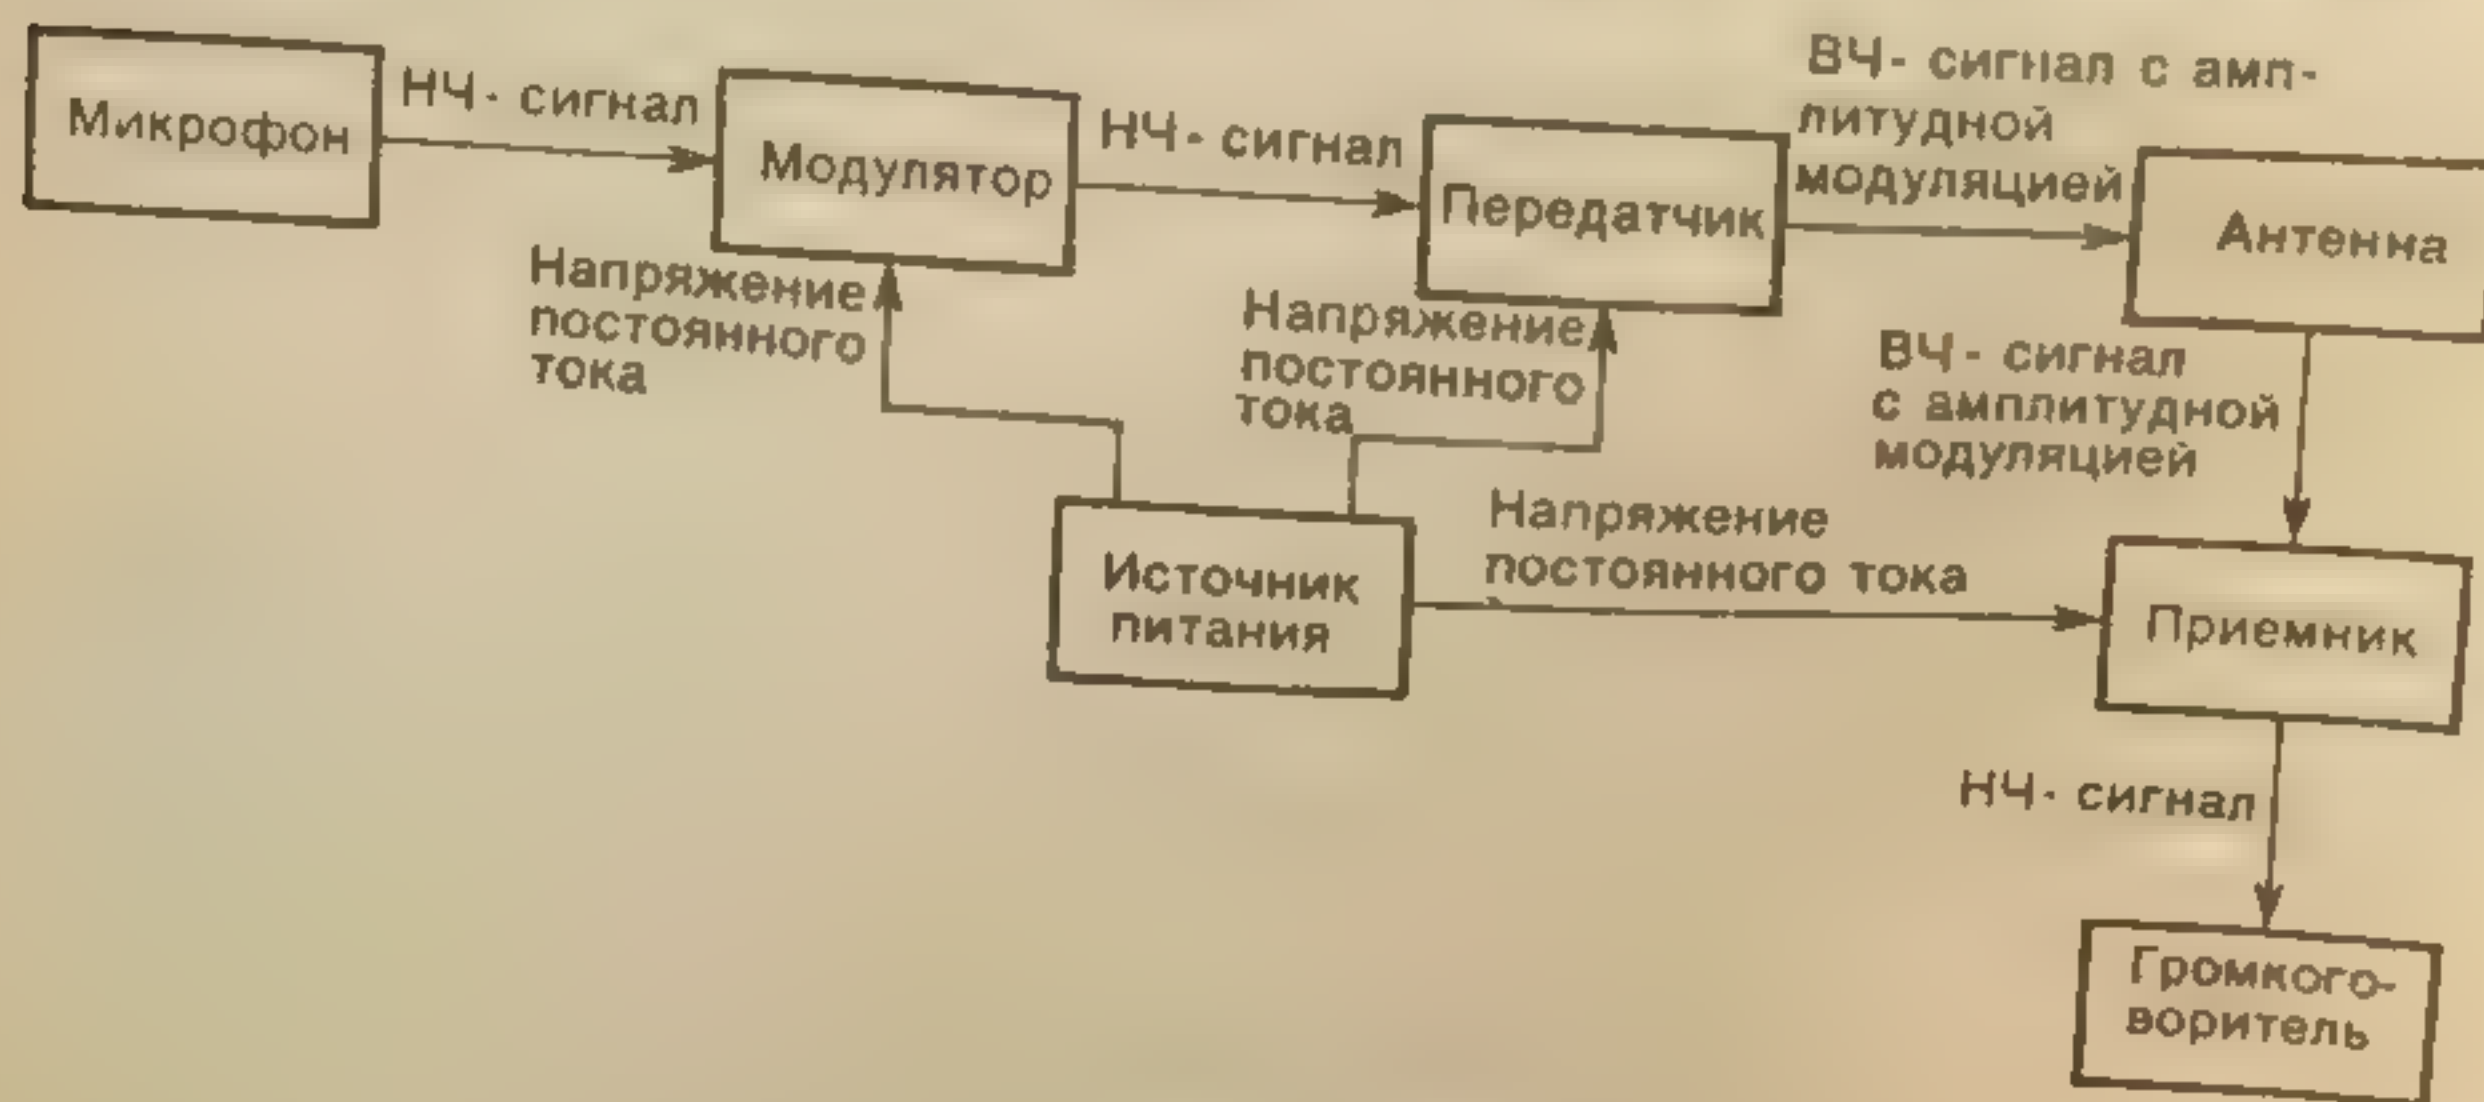 Микрофон
НЧ- сигнал
Модулятор
НЧ- сигнал
Передатчик
ВЧ- сигнал с амп-
литудной
модуляцией
Антенна
Напряжение
постоянного
тока
Напряжение
постоянного
тока
ВЧ- сигнал
с амплитудной
модуляцией
Источник
питания
Напряжение
постоянного тока
Приемник
НЧ- сигнал
Громкого-
воритель